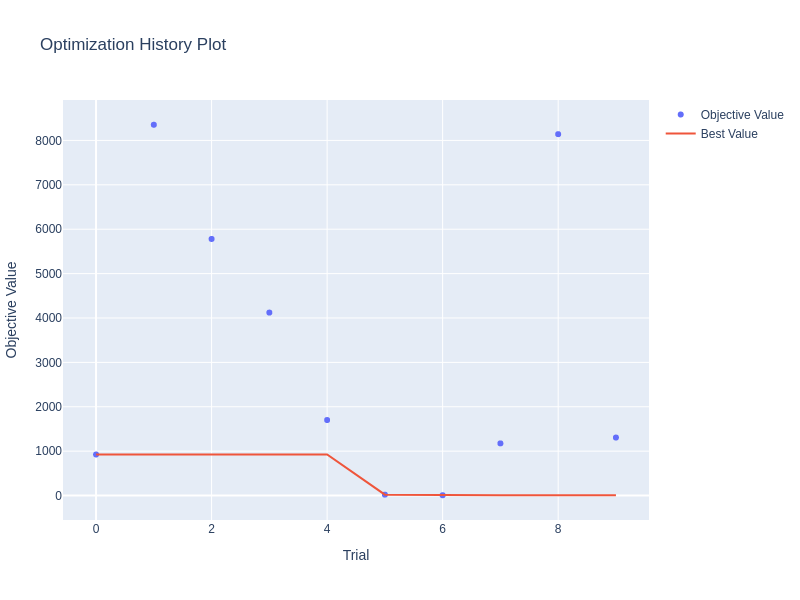 Optimization History Plot
Objective Value
Best Value
8000
7000
6000
5000
4000
3000
2000
1000
0
Objective Value
0 2 4 6 8
Trial